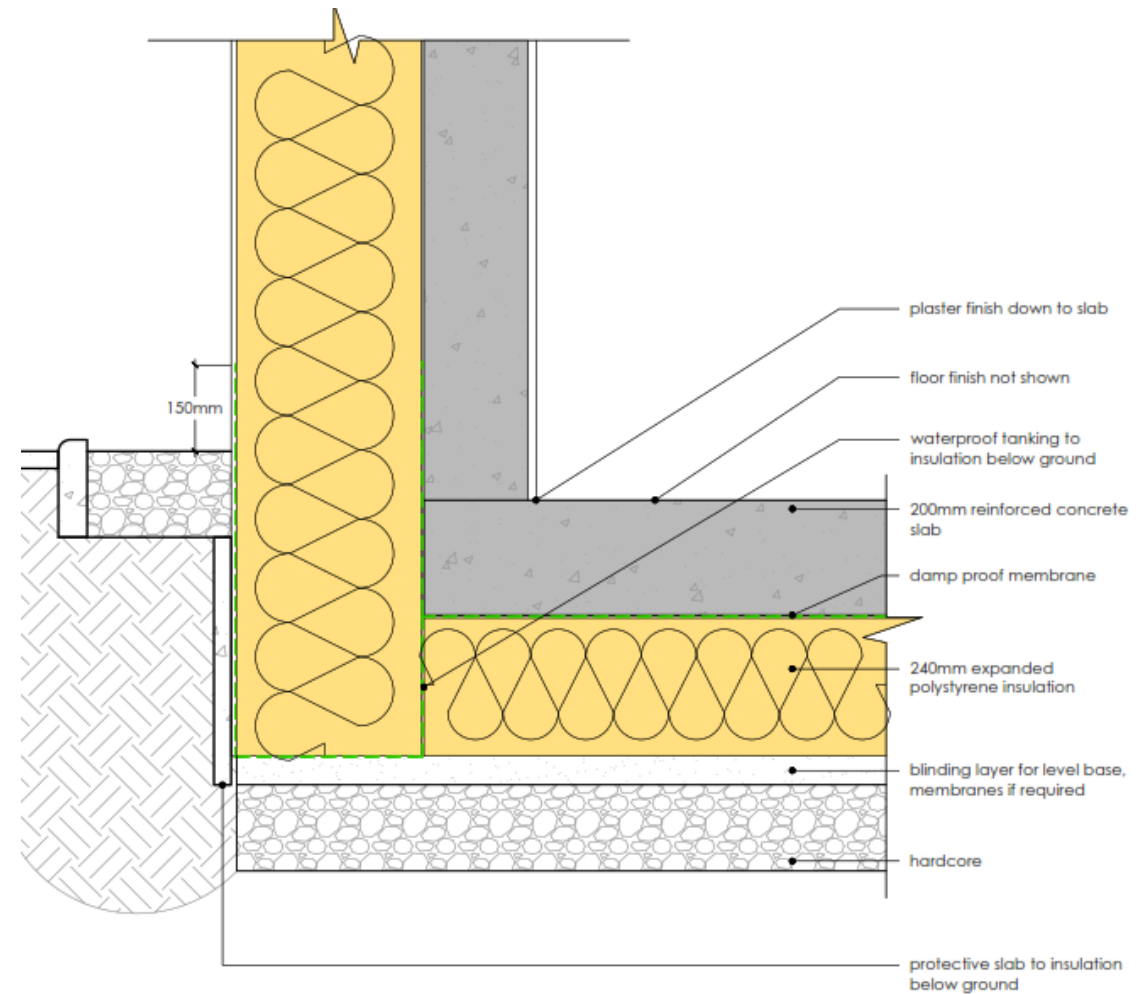 plaster finish down to slab
floor finish not shown
150mm
waterproof tanking to
insulation below ground
200mm reinforced concrete
slab
damp proof membrane
240mm expanded
polystyrene insulation
blinding layer for level base,
membranes if required
hardcore
protective slab to insulation
below ground